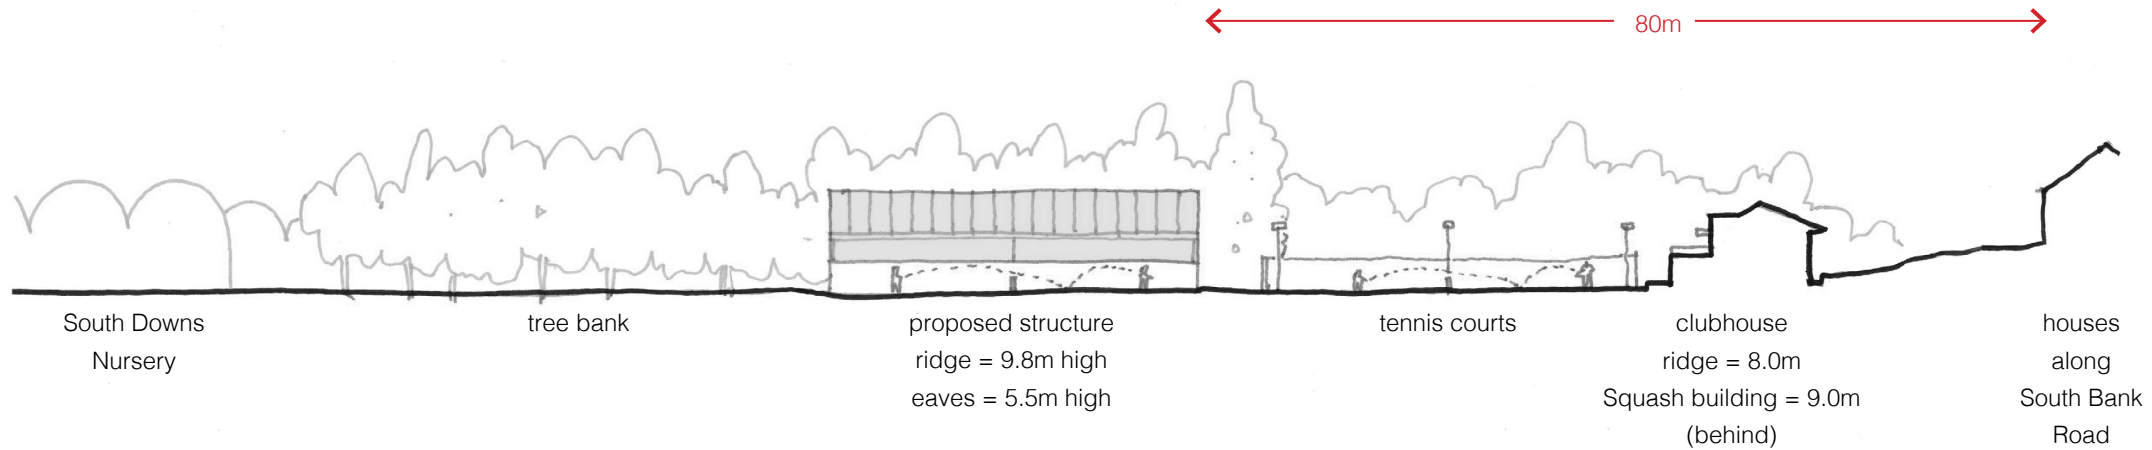 80m
South Downs
Nursery
tree bank
proposed structure
ridge = 9.8m high
eaves = 5.5m high
tennis courts
clubhouse
ridge = 8.0m
Squash building = 9.0m
(behind)
houses
along
South Bank
Road